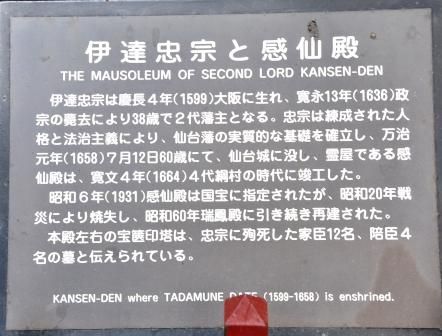 伊達忠宗と感仙殿
THE MAUSOLEUM OF SECOND LORD KANSEN-DEN
伊達忠宗は慶長4年(1599)大阪に生れ、寛永13年(1636)政
宗の薨去により38歳で2代藩主となる。忠宗は練成された人
格と法治主義により、仙台藩の実質的な基礎を確立し、万治
元年(1658)7月12日60歳にて、仙台城に没し、霊屋である感
仙殿は、寛文4年(1664)4代綱村の時代に竣工した。
昭和6年(1931)感仙殿は国宝に指定されたが、昭和20年戦
災により焼失し、昭和60年瑞鳳殿に引き続き再建された。
本殿左右の宝篋印塔は、忠宗に殉死した家臣12名、陪臣4
名の墓と伝えられている。
KANSEN-DEN where TADAMUNE DATE (1599-1658) is enshrined.